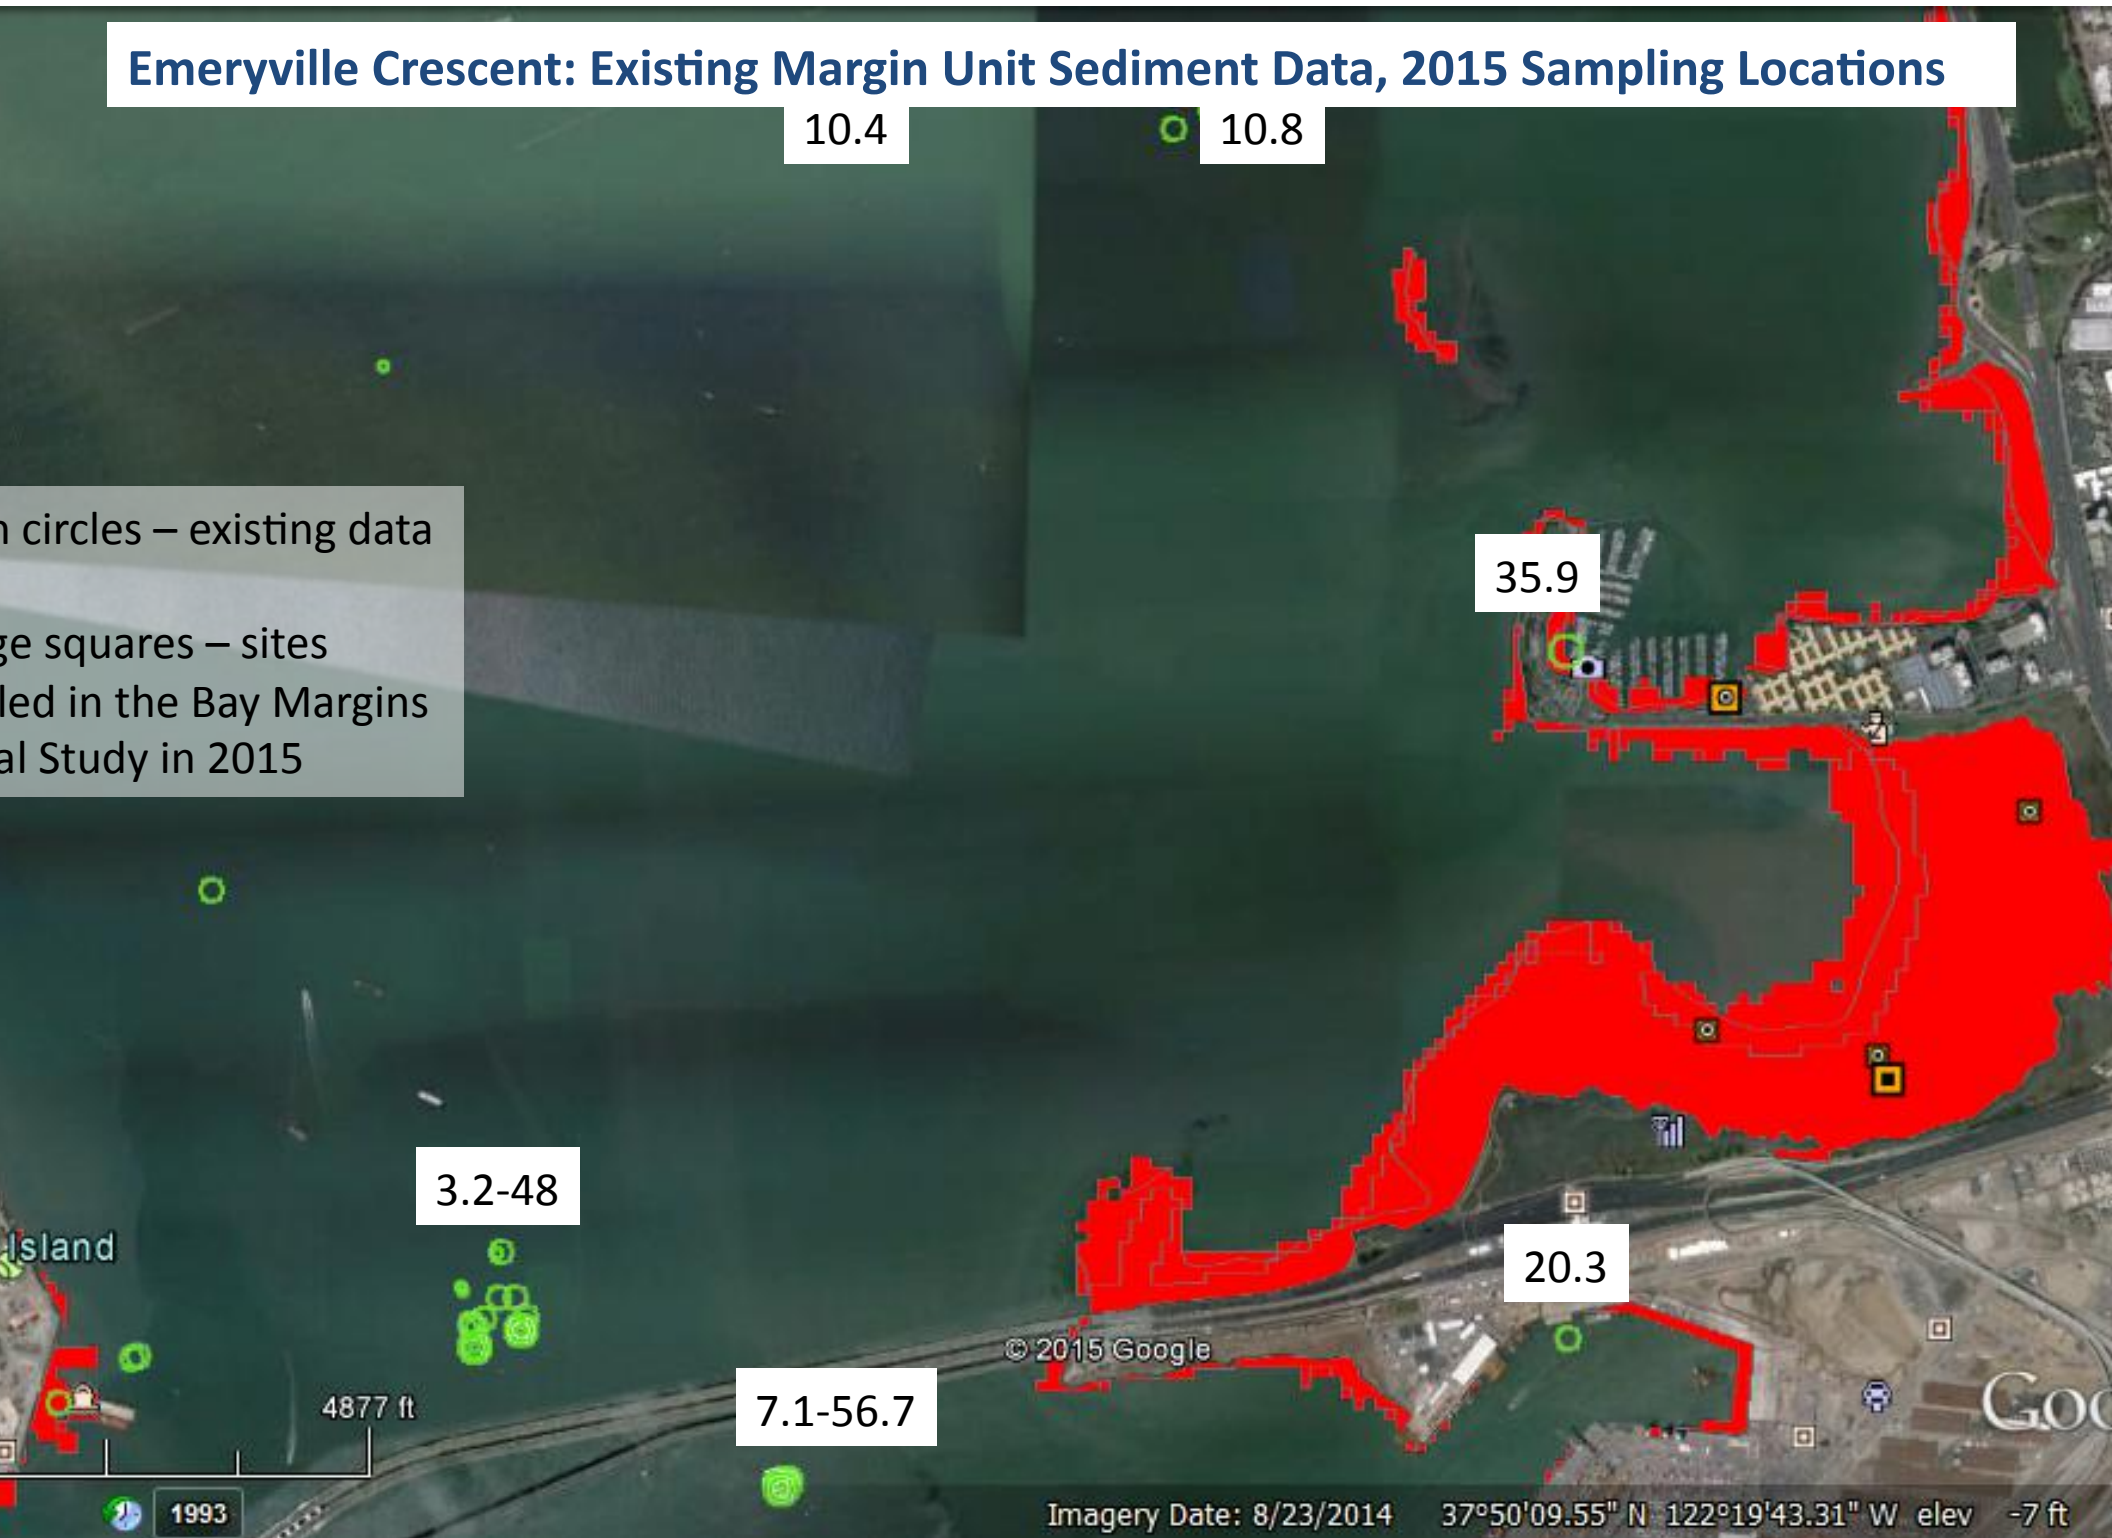 Emeryville Crescent: Existing Margin Unit Sediment Data, 2015 Sampling Locations
10.4
10.8
n circles – existing data
35.9
ge squares – sites
led in the Bay Margins
al Study in 2015
3.2-48
Island
20.3
© 2015 Google
4877 ft
7.1-56.7
Goo
1993
Imagery Date: 8/23/2014 37°50'09.55" N 122°19'43.31" W elev -7 ft